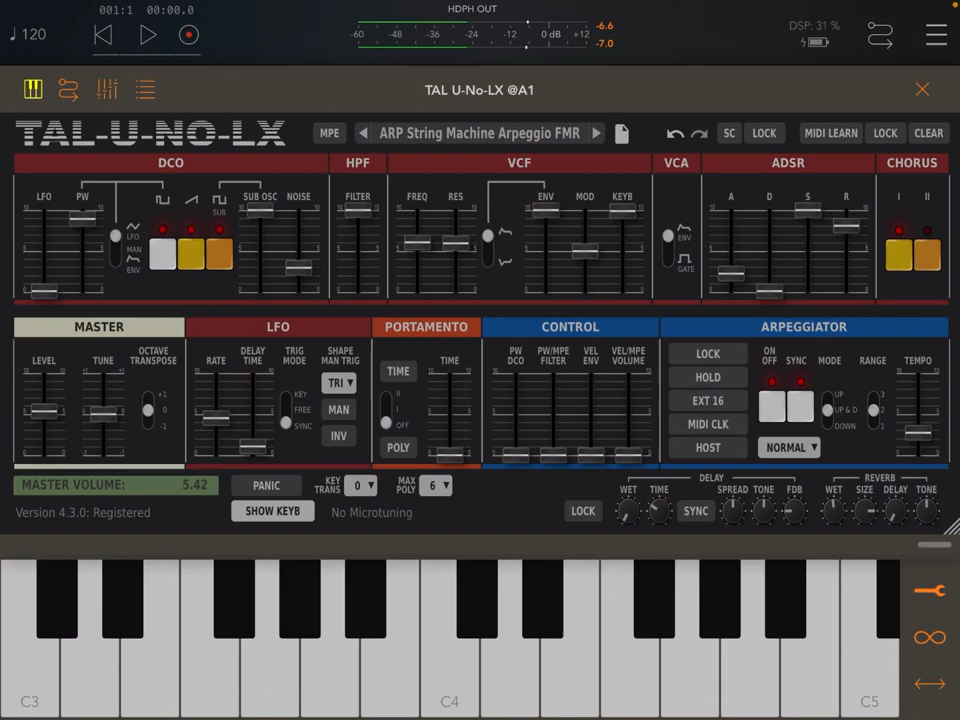 001:1 00:00.0
HDPH OUT
♩120
-60 -48 -36 -24 -12 0 dB +12
-6.6
-7.0
DSP: 31 %
TAL U-No-LX @A1
TAL-U-NO-LX
MPE
ARP String Machine Arpeggio FMR
SC LOCK MIDI LEARN LOCK CLEAR
DCO HPF VCF VCA ADSR CHORUS
LFO PW SUB SUB OSC NOISE FILTER FREQ RES ENV MOD KEYB A D S R I II
LFO
MAN
ENV
ENV
GATE
10 5 0
MASTER LFO PORTAMENTO CONTROL ARPEGGIATOR
LEVEL TUNE OCTAVE TRANSPOSE
+1
0
-1
RATE DELAY TIME TRIG MODE SHAPE MAN TRIG
KEY
FREE
SYNC
TRI
MAN
INV
TIME TIME
II
I
OFF
POLY
PW DCO PW/MPE FILTER VEL ENV VEL/MPE VOLUME
LOCK
HOLD
EXT 16
MIDI CLK
HOST
ON OFF SYNC MODE RANGE TEMPO
UP
UP & D
DOWN
3
2
1
NORMAL
MASTER VOLUME: 5.42
PANIC
KEY TRANS 0 MAX POLY 6
DELAY REVERB
WET TIME SYNC SPREAD TONE FDB WET SIZE DELAY TONE
Version 4.3.0: Registered
SHOW KEYB
No Microtuning
LOCK
C3 C4 C5